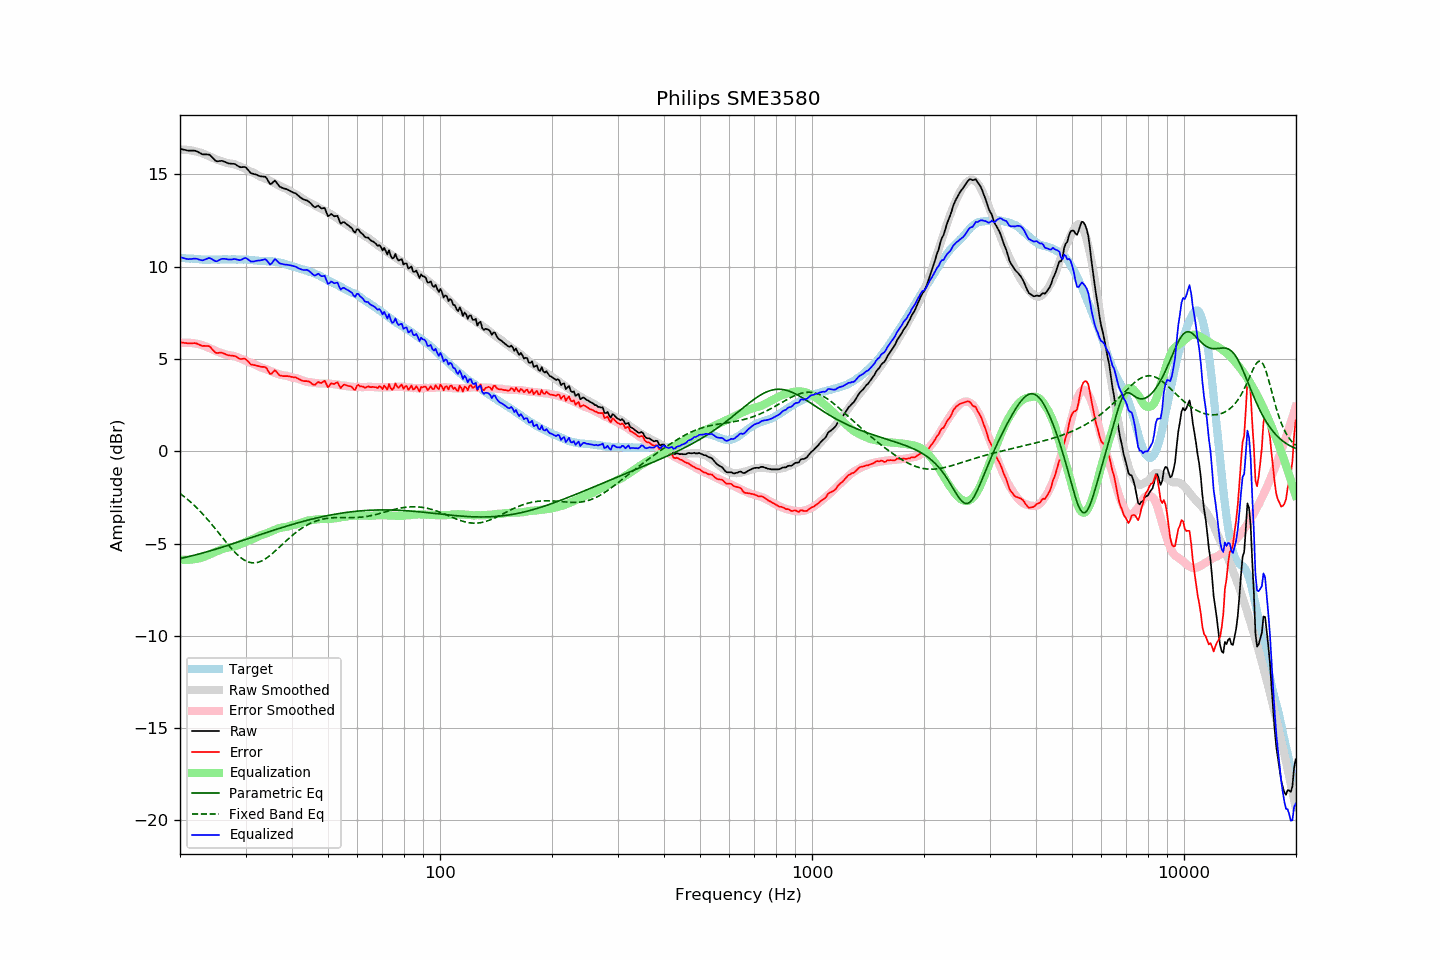 Philips SME3580
Amplitude (dBr)
15
10
5
0
−5
−10
−15
−20
Target
Raw Smoothed
Error Smoothed
Raw
Error
Equalization
Parametric Eq
Fixed Band Eq
Equalized
100
1000
10000
Frequency (Hz)